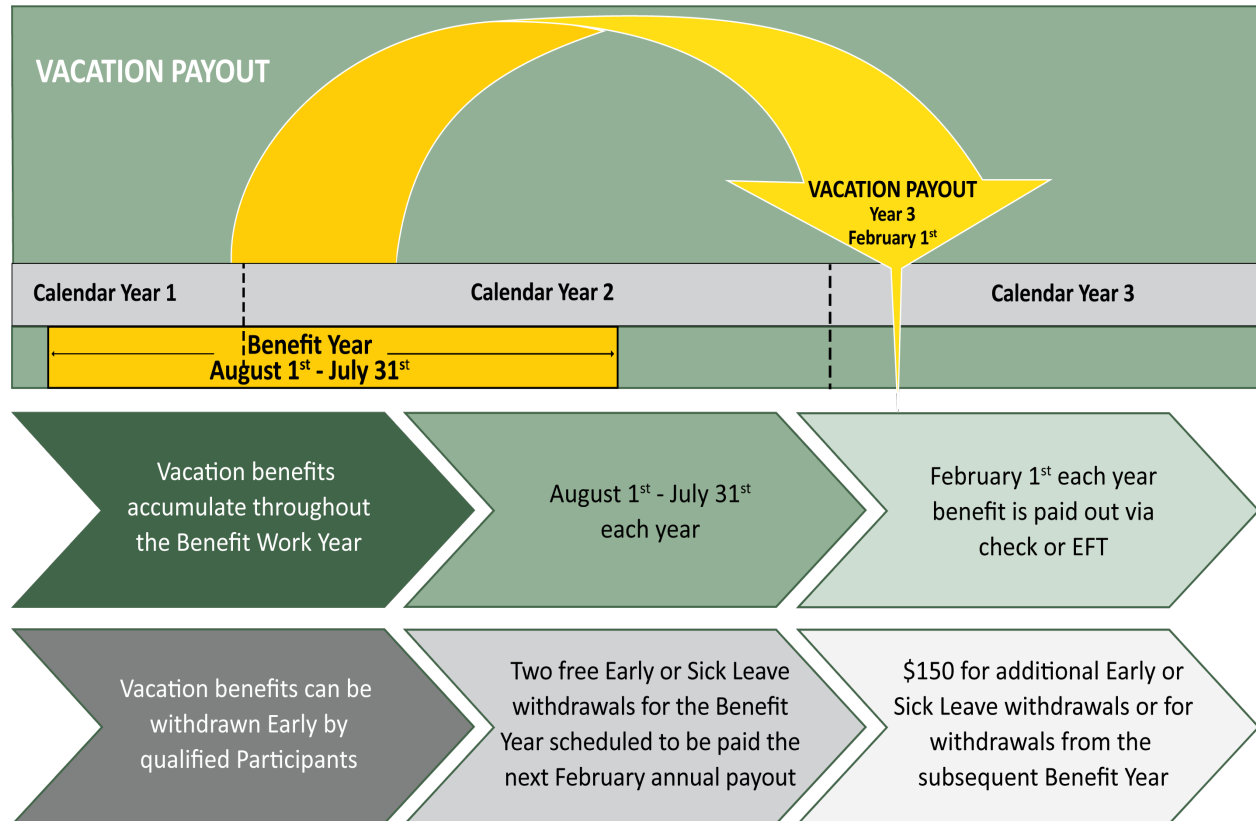 VACATION PAYOUT
VACATION PAYOUT
Year 3
February 1st
Calendar Year 1
Calendar Year 2
Calendar Year 3
Benefit Year
August 1st - July 31st
Vacation benefits
accumulate throughout
the Benefit Work Year
August 1st - July 31st
each year
February 1st each year
benefit is paid out via
check or EFT
Vacation benefits can be
withdrawn Early by
qualified Participants
Two free Early or Sick Leave
withdrawals for the Benefit
Year scheduled to be paid the
next February annual payout
$150 for additional Early or
Sick Leave withdrawals or for
withdrawals from the
subsequent Benefit Year